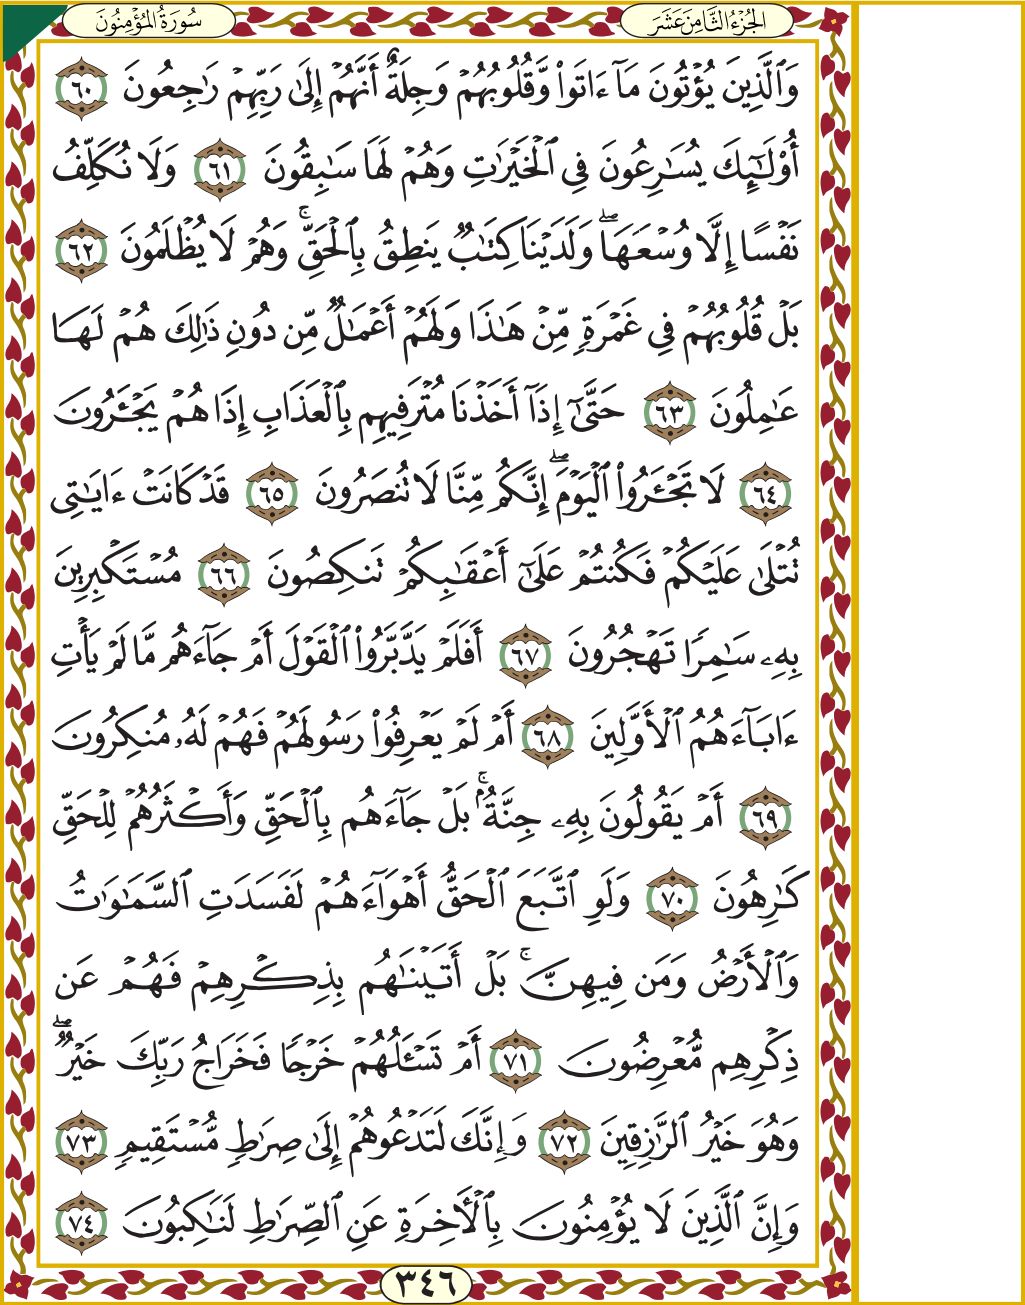 الجُزْءُ الثَّامِنَ عَشَرَ
سُورَةُ المُؤْمِنُونَ
وَٱلَّذِينَ يُؤْتُونَ مَآ ءَاتَوا۟ وَّقُلُوبُهُمْ وَجِلَةٌ أَنَّهُمْ إِلَىٰ رَبِّهِمْ رَٰجِعُونَ ٦٠
أُو۟لَـٰٓئِكَ يُسَـٰرِعُونَ فِى ٱلْخَيْرَٰتِ وَهُمْ لَهَا سَـٰبِقُونَ ٦١ وَلَا نُكَلِّفُ
نَفْسًا إِلَّا وُسْعَهَا ۖ وَلَدَيْنَا كِتَـٰبٌ يَنطِقُ بِٱلْحَقِّ ۚ وَهُمْ لَا يُظْلَمُونَ ٦٢
بَلْ قُلُوبُهُمْ فِى غَمْرَةٍ مِّنْ هَـٰذَا وَلَهُمْ أَعْمَـٰلٌ مِّن دُونِ ذَٰلِكَ هُمْ لَهَا
عَـٰمِلُونَ ٦٣ حَتَّىٰٓ إِذَآ أَخَذْنَا مُتْرَفِيهِم بِٱلْعَذَابِ إِذَا هُمْ يَجْـَٔرُونَ
٦٤ لَا تَجْـَٔرُوا۟ ٱلْيَوْمَ ۖ إِنَّكُم مِّنَّا لَا تُنصَرُونَ ٦٥ قَدْ كَانَتْ ءَايَـٰتِى
تُتْلَىٰ عَلَيْكُمْ فَكُنتُمْ عَلَىٰٓ أَعْقَـٰبِكُمْ تَنكِصُونَ ٦٦ مُسْتَكْبِرِينَ
بِهِۦ سَـٰمِرًا تَهْجُرُونَ ٦٧ أَفَلَمْ يَدَّبَّرُوا۟ ٱلْقَوْلَ أَمْ جَآءَهُم مَّا لَمْ يَأْتِ
ءَابَآءَهُمُ ٱلْأَوَّلِينَ ٦٨ أَمْ لَمْ يَعْرِفُوا۟ رَسُولَهُمْ فَهُمْ لَهُۥ مُنكِرُونَ
٦٩ أَمْ يَقُولُونَ بِهِۦ جِنَّةٌۢ ۚ بَلْ جَآءَهُم بِٱلْحَقِّ وَأَكْثَرُهُمْ لِلْحَقِّ
كَـٰرِهُونَ ٧٠ وَلَوِ ٱتَّبَعَ ٱلْحَقُّ أَهْوَآءَهُمْ لَفَسَدَتِ ٱلسَّمَـٰوَٰتُ
وَٱلْأَرْضُ وَمَن فِيهِنَّ ۚ بَلْ أَتَيْنَـٰهُم بِذِكْرِهِمْ فَهُمْ عَن
ذِكْرِهِم مُّعْرِضُونَ ٧١ أَمْ تَسْـَٔلُهُمْ خَرْجًا فَخَرَاجُ رَبِّكَ خَيْرٌ ۖ
وَهُوَ خَيْرُ ٱلرَّٰزِقِينَ ٧٢ وَإِنَّكَ لَتَدْعُوهُمْ إِلَىٰ صِرَٰطٍ مُّسْتَقِيمٍ ٧٣
وَإِنَّ ٱلَّذِينَ لَا يُؤْمِنُونَ بِٱلْـَٔاخِرَةِ عَنِ ٱلصِّرَٰطِ لَنَـٰكِبُونَ ٧٤
٣٤٦